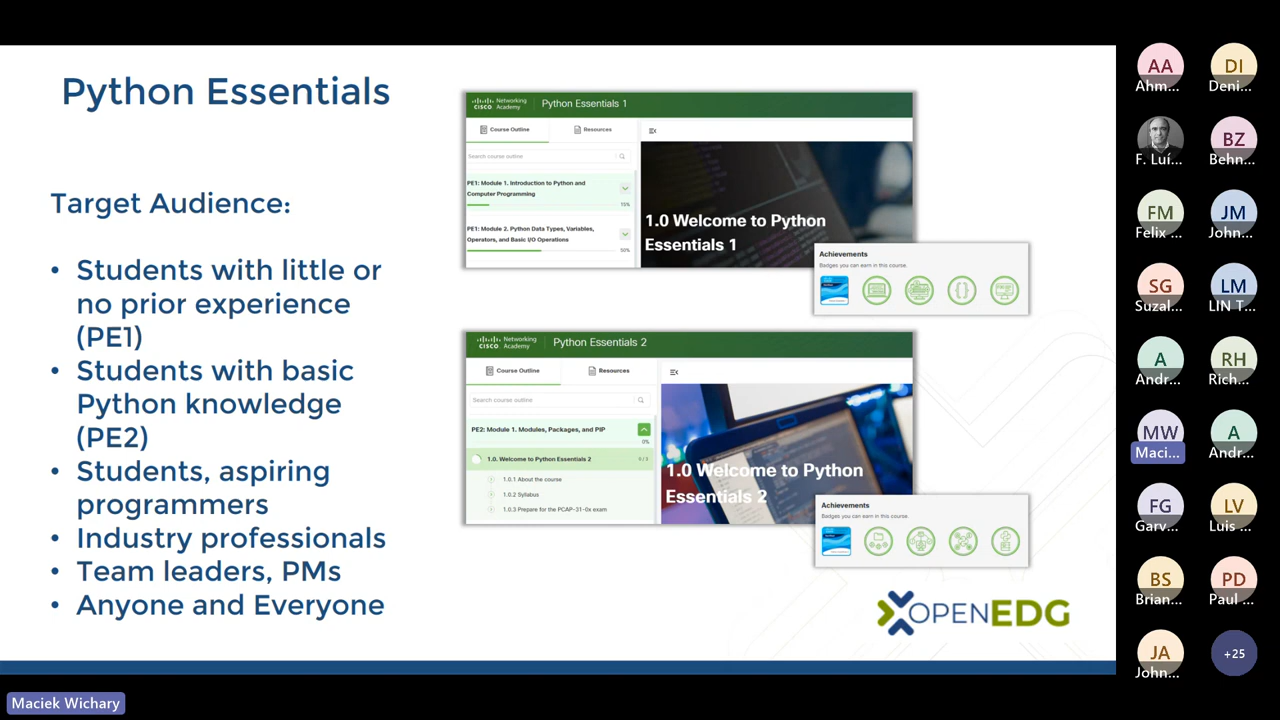 Python Essentials
Target Audience:
• Students with little or
no prior experience
(PE1)
• Students with basic
Python knowledge
(PE2)
• Students, aspiring
programmers
• Industry professionals
• Team leaders, PMs
• Anyone and Everyone
CISCO Networking Academy
Python Essentials 1
Course Outline
Resources
Search course outline
PE1: Module 1. Introduction to Python and
Computer Programming
15%
PE1: Module 2. Python Data Types, Variables,
Operators, and Basic I/O Operations
50%
1.0 Welcome to Python
Essentials 1
Achievements
Badges you can earn in this course.
CISCO Networking Academy
Python Essentials 2
Course Outline
Resources
Search course outline
PE2: Module 1. Modules, Packages, and PIP
0%
1.0. Welcome to Python Essentials 2
1.0.1 About the course
1.0.2 Syllabus
1.0.3 Prepare for the PCAP-31-0x exam
1.0 Welcome to Python
Essentials 2
Achievements
Badges you can earn in this course.
OPENEDG
AA
Ahm...
DI
Deni...
F. Luí...
BZ
Behn...
FM
Felix ...
JM
John...
SG
Suzal...
LM
LIN T...
A
Andr...
RH
Rich...
MW
Maci...
A
Andr...
FG
Garv...
LV
Luis ...
BS
Brian...
PD
Paul ...
JA
John...
+25
Maciek Wichary